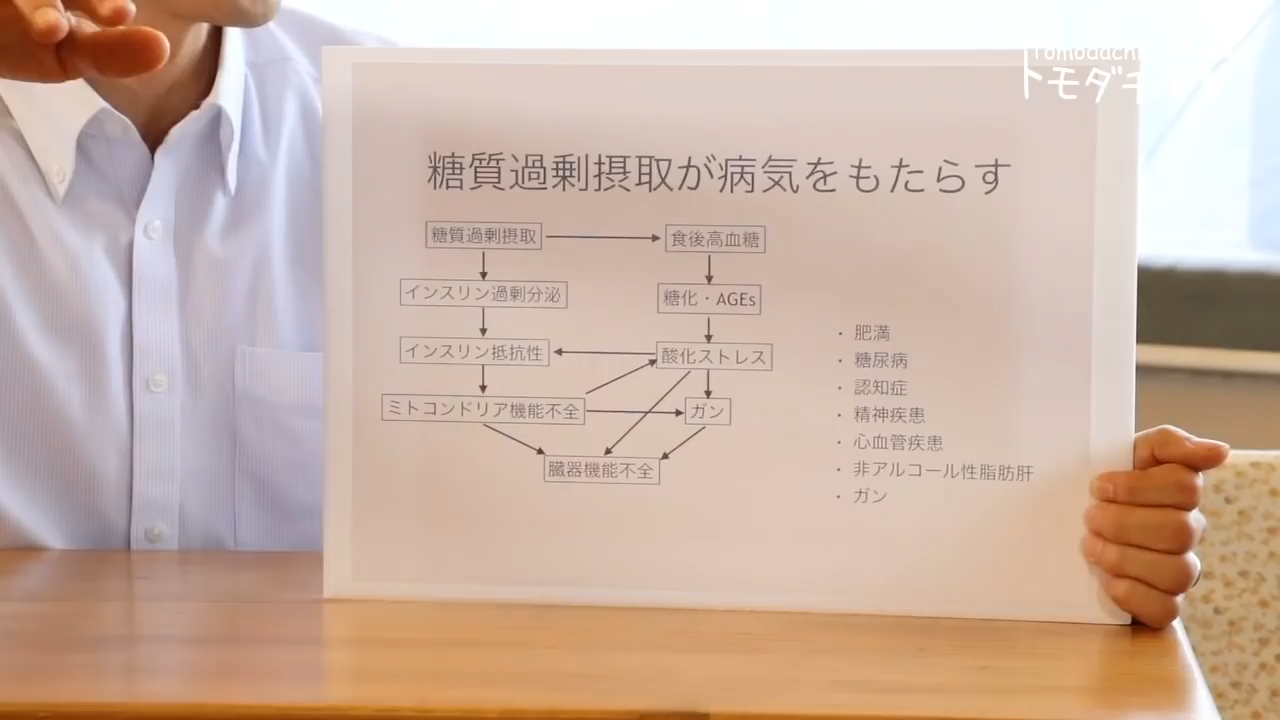 Tomodachi
トモダチ
糖質過剰摂取が病気をもたらす
糖質過剰摂取
食後高血糖
インスリン過剰分泌
糖化・AGEs
インスリン抵抗性
酸化ストレス
ミトコンドリア機能不全
ガン
臓器機能不全
・ 肥満
・ 糖尿病
・ 認知症
・ 精神疾患
・ 心血管疾患
・ 非アルコール性脂肪肝
・ ガン